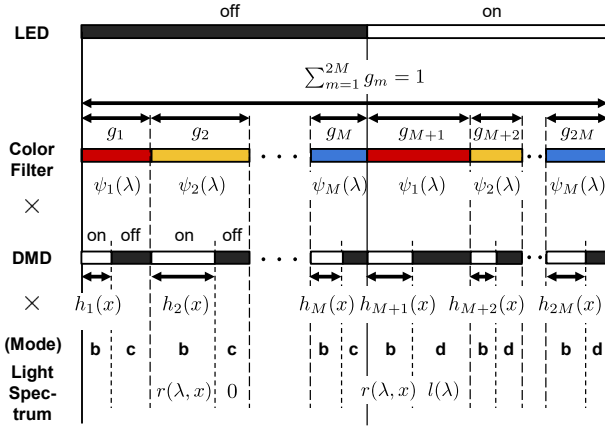 off on
LED
∑_{m=1}^{2M} g_m = 1
g_1 g_2 g_M g_{M+1} g_{M+2} g_{2M}
Color
Filter
· · · · ·
ψ_1(λ) ψ_2(λ) ψ_M(λ) ψ_1(λ) ψ_2(λ) ψ_M(λ)
×
on off on off
DMD · · · · ·
× h_1(x) h_2(x) h_M(x) h_{M+1}(x) h_{M+2}(x) h_{2M}(x)
(Mode) b c b c b c b d b d b d
Light
Spec-
trum
r(λ, x) 0 r(λ, x) l(λ)